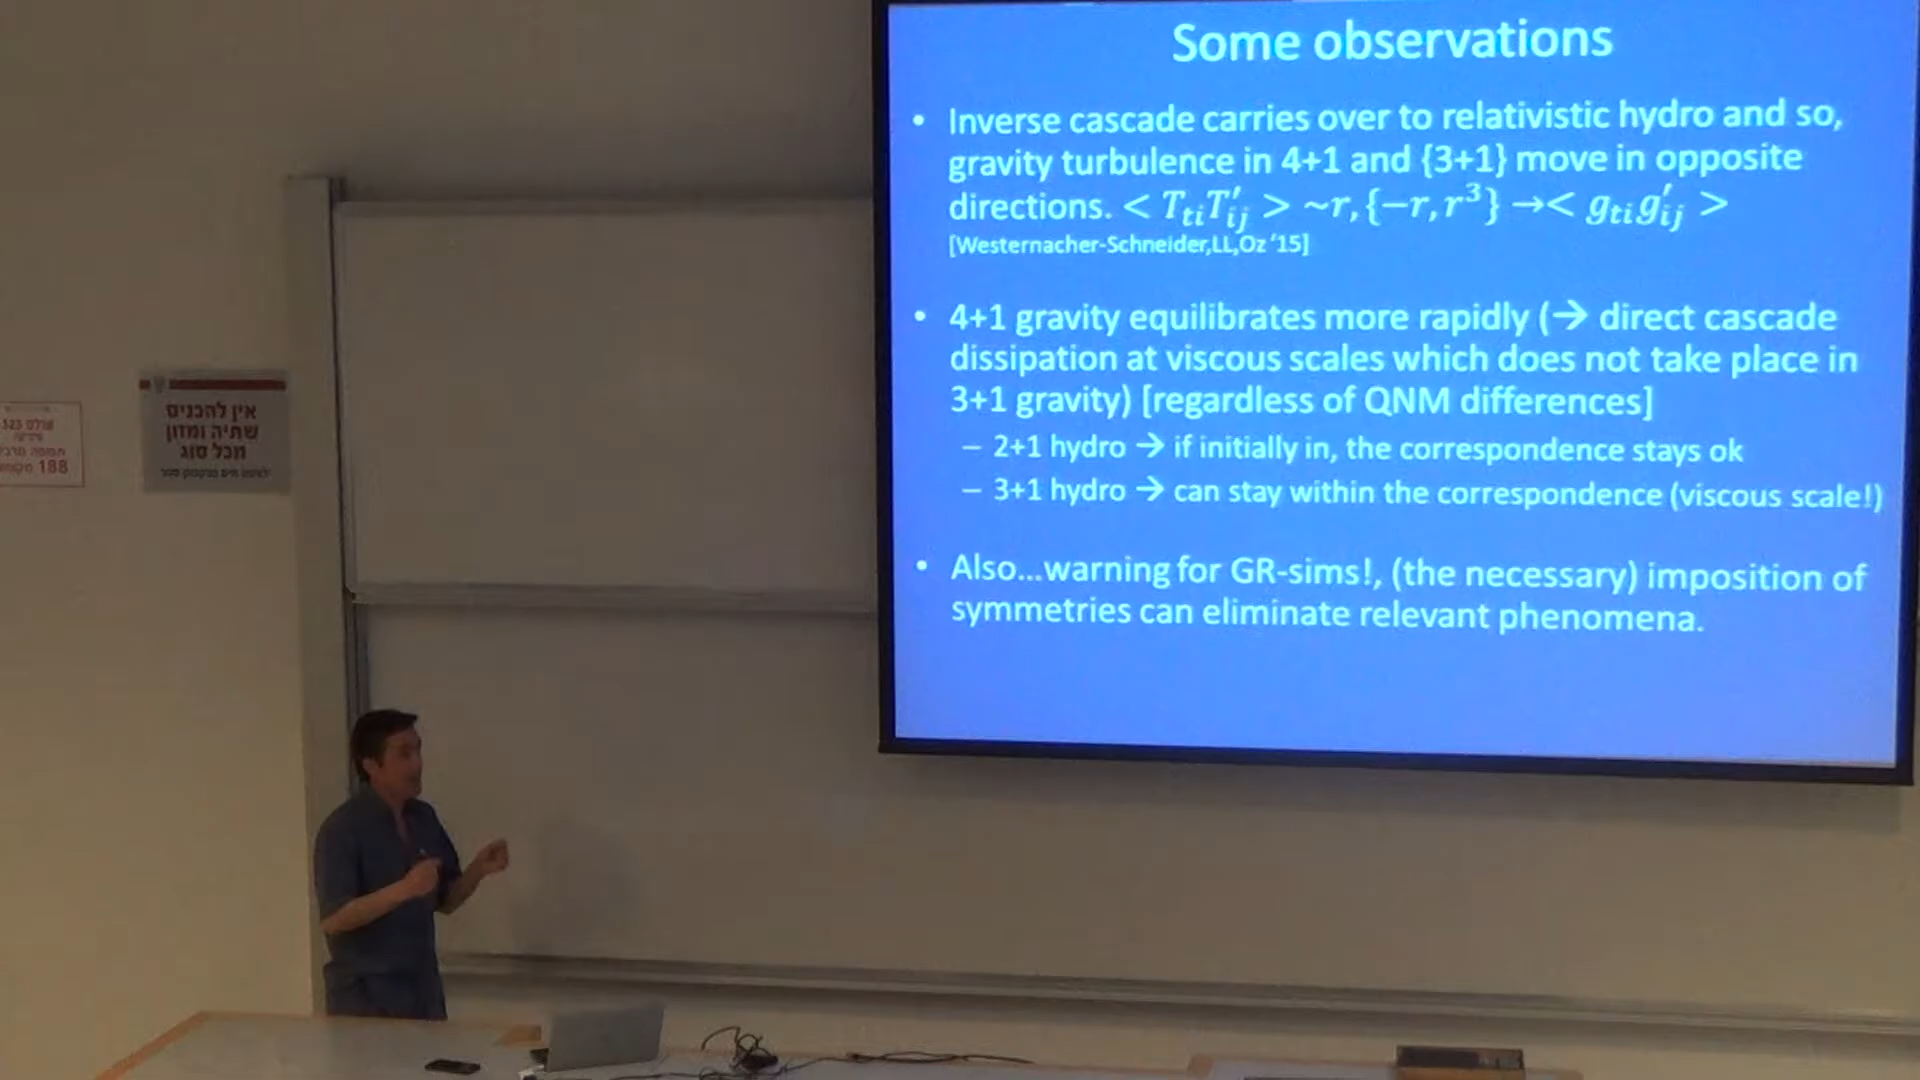 Some observations
• Inverse cascade carries over to relativistic hydro and so,
gravity turbulence in 4+1 and {3+1} move in opposite
directions. < T_{ti}T'_{ij} > ~r,{−r,r³} →< g_{ti}g'_{ij} >
[Westernacher-Schneider,LL,Oz '15]
• 4+1 gravity equilibrates more rapidly (→ direct cascade
dissipation at viscous scales which does not take place in
3+1 gravity) [regardless of QNM differences]
– 2+1 hydro → if initially in, the correspondence stays ok
– 3+1 hydro → can stay within the correspondence (viscous scale!)
• Also...warning for GR-sims!, (the necessary) imposition of
symmetries can eliminate relevant phenomena.
אין להכניס
שתיה ומזון
מכל סוג
188